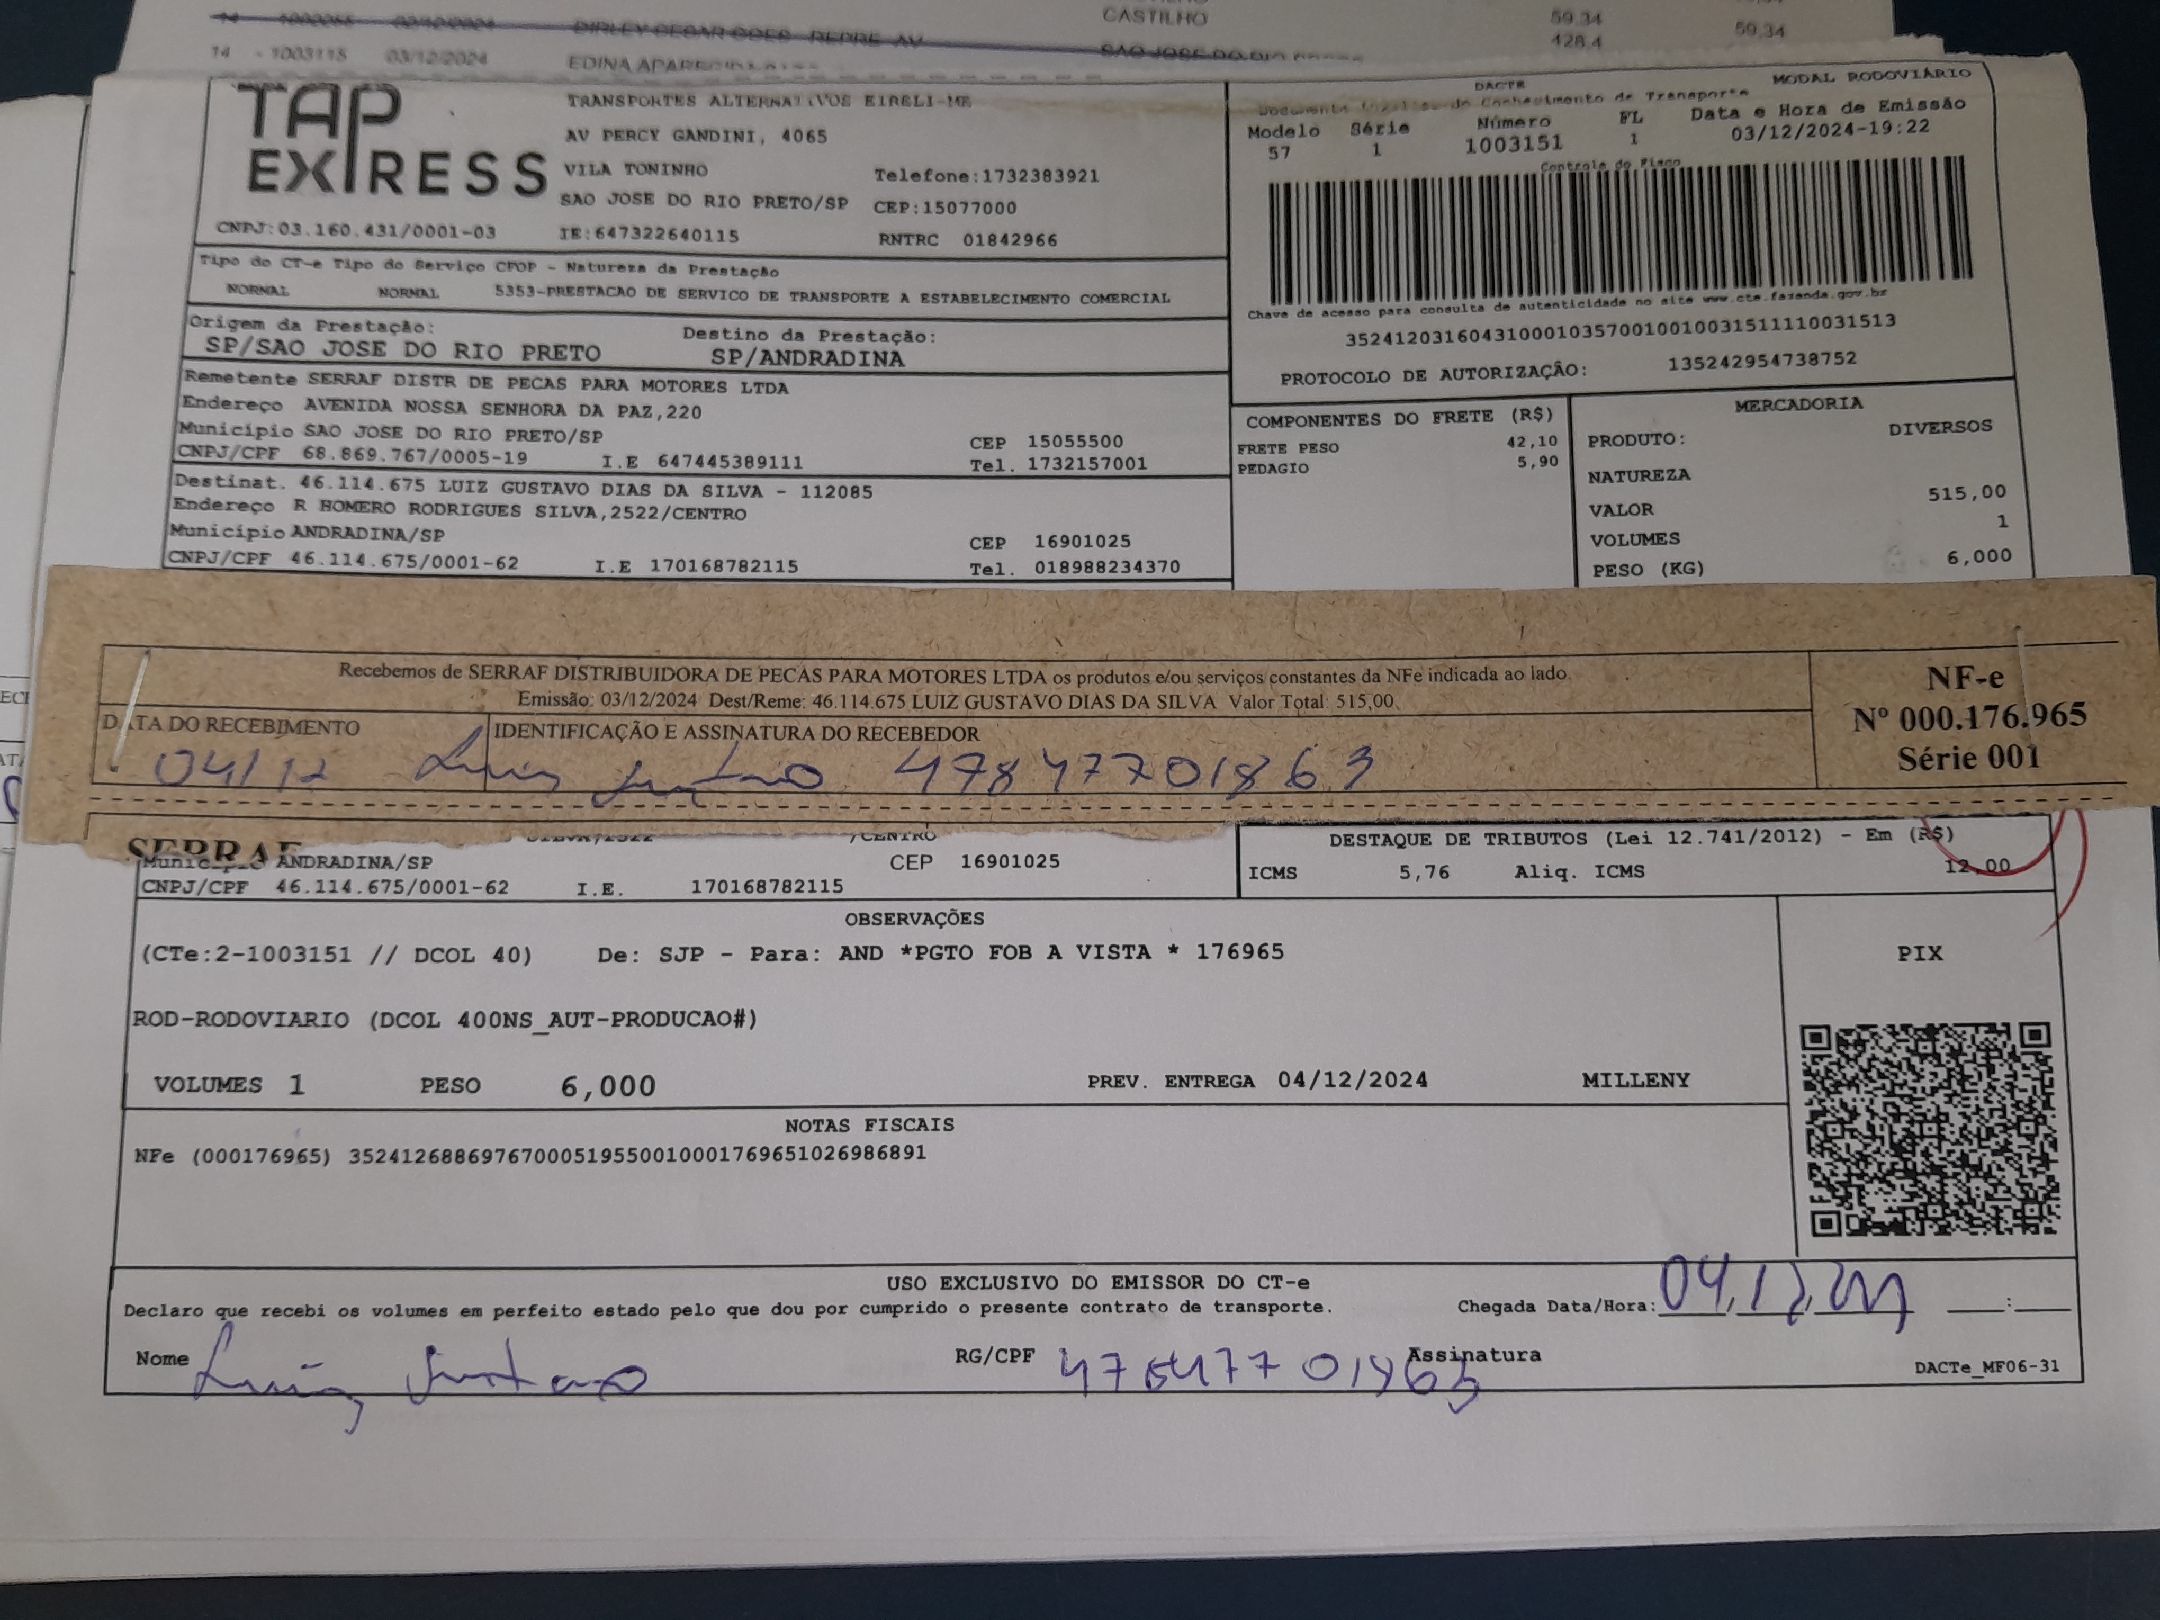 14 - 1003115 03/12/2024 EDINA
CASTILHO 59.34 59,34
428.4
TAP EXPRESS
TRANSPORTES ALTERNATIVOS EIRELI-ME
AV PERCY GANDINI, 4065
VILA TONINHO Telefone:1732383921
SAO JOSE DO RIO PRETO/SP CEP:15077000
CNPJ:03.160.431/0001-03 IE:647322640115 RNTRC 01842966
DACTE MODAL RODOVIÁRIO
Documento Auxiliar do Conhecimento de Transporte
Modelo Série Número FL Data e Hora de Emissão
57 1 1003151 1 03/12/2024-19:22
Controle do Fisco
Chave de acesso para consulta de autenticidade no site www.cte.fazenda.gov.br
35241203160431000103570010010031511110031513
PROTOCOLO DE AUTORIZAÇÃO: 135242954738752
Tipo do CT-e Tipo do Serviço CFOP - Natureza da Prestação
NORMAL NORMAL 5353-PRESTACAO DE SERVICO DE TRANSPORTE A ESTABELECIMENTO COMERCIAL
Origem da Prestação: Destino da Prestação:
SP/SAO JOSE DO RIO PRETO SP/ANDRADINA
Remetente SERRAF DISTR DE PECAS PARA MOTORES LTDA
Endereço AVENIDA NOSSA SENHORA DA PAZ,220
Município SAO JOSE DO RIO PRETO/SP CEP 15055500
CNPJ/CPF 68.869.767/0005-19 I.E 647445389111 Tel. 1732157001
Destinat. 46.114.675 LUIZ GUSTAVO DIAS DA SILVA - 112085
Endereço R HOMERO RODRIGUES SILVA,2522/CENTRO
Município ANDRADINA/SP CEP 16901025
CNPJ/CPF 46.114.675/0001-62 I.E 170168782115 Tel. 018988234370
COMPONENTES DO FRETE (R$)
FRETE PESO 42,10
PEDAGIO 5,90
MERCADORIA
PRODUTO: DIVERSOS
NATUREZA
VALOR 515,00
VOLUMES 1
PESO (KG) 6,000
Recebemos de SERRAF DISTRIBUIDORA DE PECAS PARA MOTORES LTDA os produtos e/ou serviços constantes da NFe indicada ao lado.
Emissão: 03/12/2024 Dest/Reme: 46.114.675 LUIZ GUSTAVO DIAS DA SILVA Valor Total: 515,00
DATA DO RECEBIMENTO IDENTIFICAÇÃO E ASSINATURA DO RECEBEDOR
04/12 Luis Gustavo 47847701863
NF-e
Nº 000.176.965
Série 001
SERRAF
/CENTRO
Município ANDRADINA/SP CEP 16901025
CNPJ/CPF 46.114.675/0001-62 I.E. 170168782115
DESTAQUE DE TRIBUTOS (Lei 12.741/2012) - Em (R$)
ICMS 5,76 Aliq. ICMS 12,00
OBSERVAÇÕES
(CTe:2-1003151 // DCOL 40) De: SJP - Para: AND *PGTO FOB A VISTA * 176965
ROD-RODOVIARIO (DCOL 400NS_AUT-PRODUCAO#)
VOLUMES 1 PESO 6,000 PREV. ENTREGA 04/12/2024 MILLENY
PIX
NOTAS FISCAIS
NFe (000176965) 35241268869767000519550010001769651026986891
USO EXCLUSIVO DO EMISSOR DO CT-e
Declaro que recebi os volumes em perfeito estado pelo que dou por cumprido o presente contrato de transporte. Chegada Data/Hora: 04/12/24 __:__
Nome Luis Gustavo RG/CPF 47847701863 Assinatura
DACTe_MF06-31